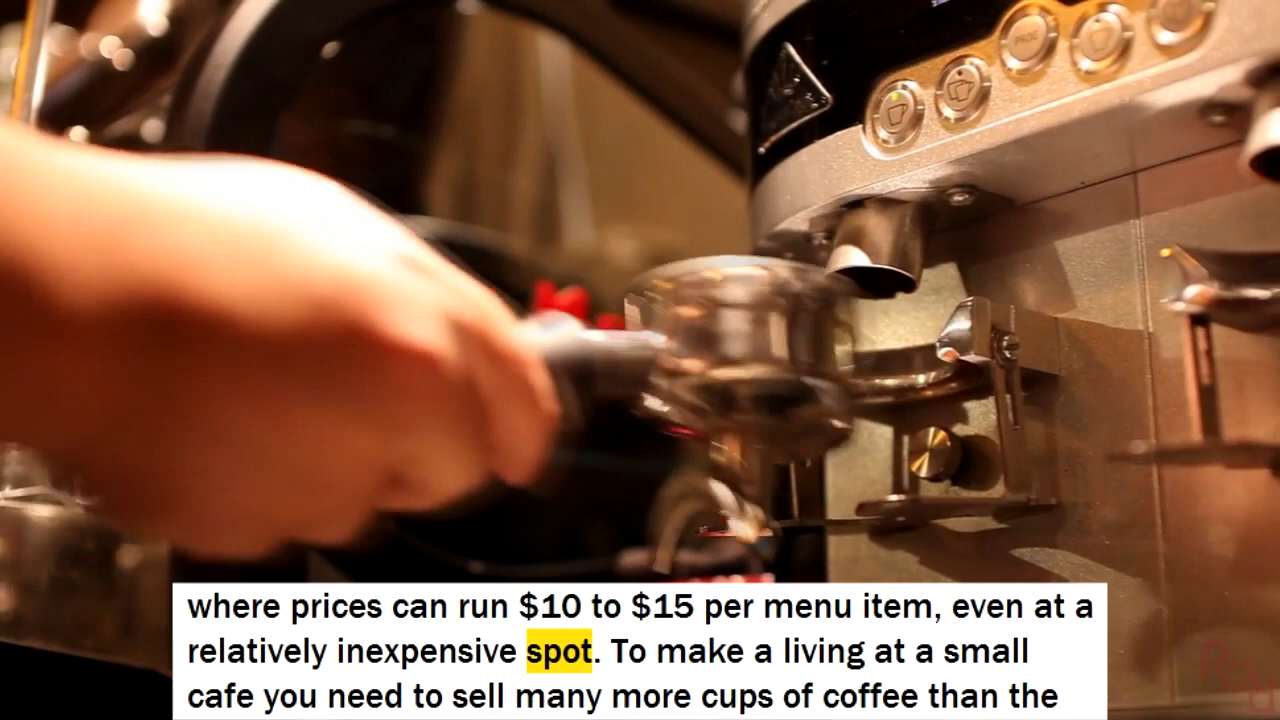 PROG
where prices can run $10 to $15 per menu item, even at a
relatively inexpensive spot. To make a living at a small
cafe you need to sell many more cups of coffee than the